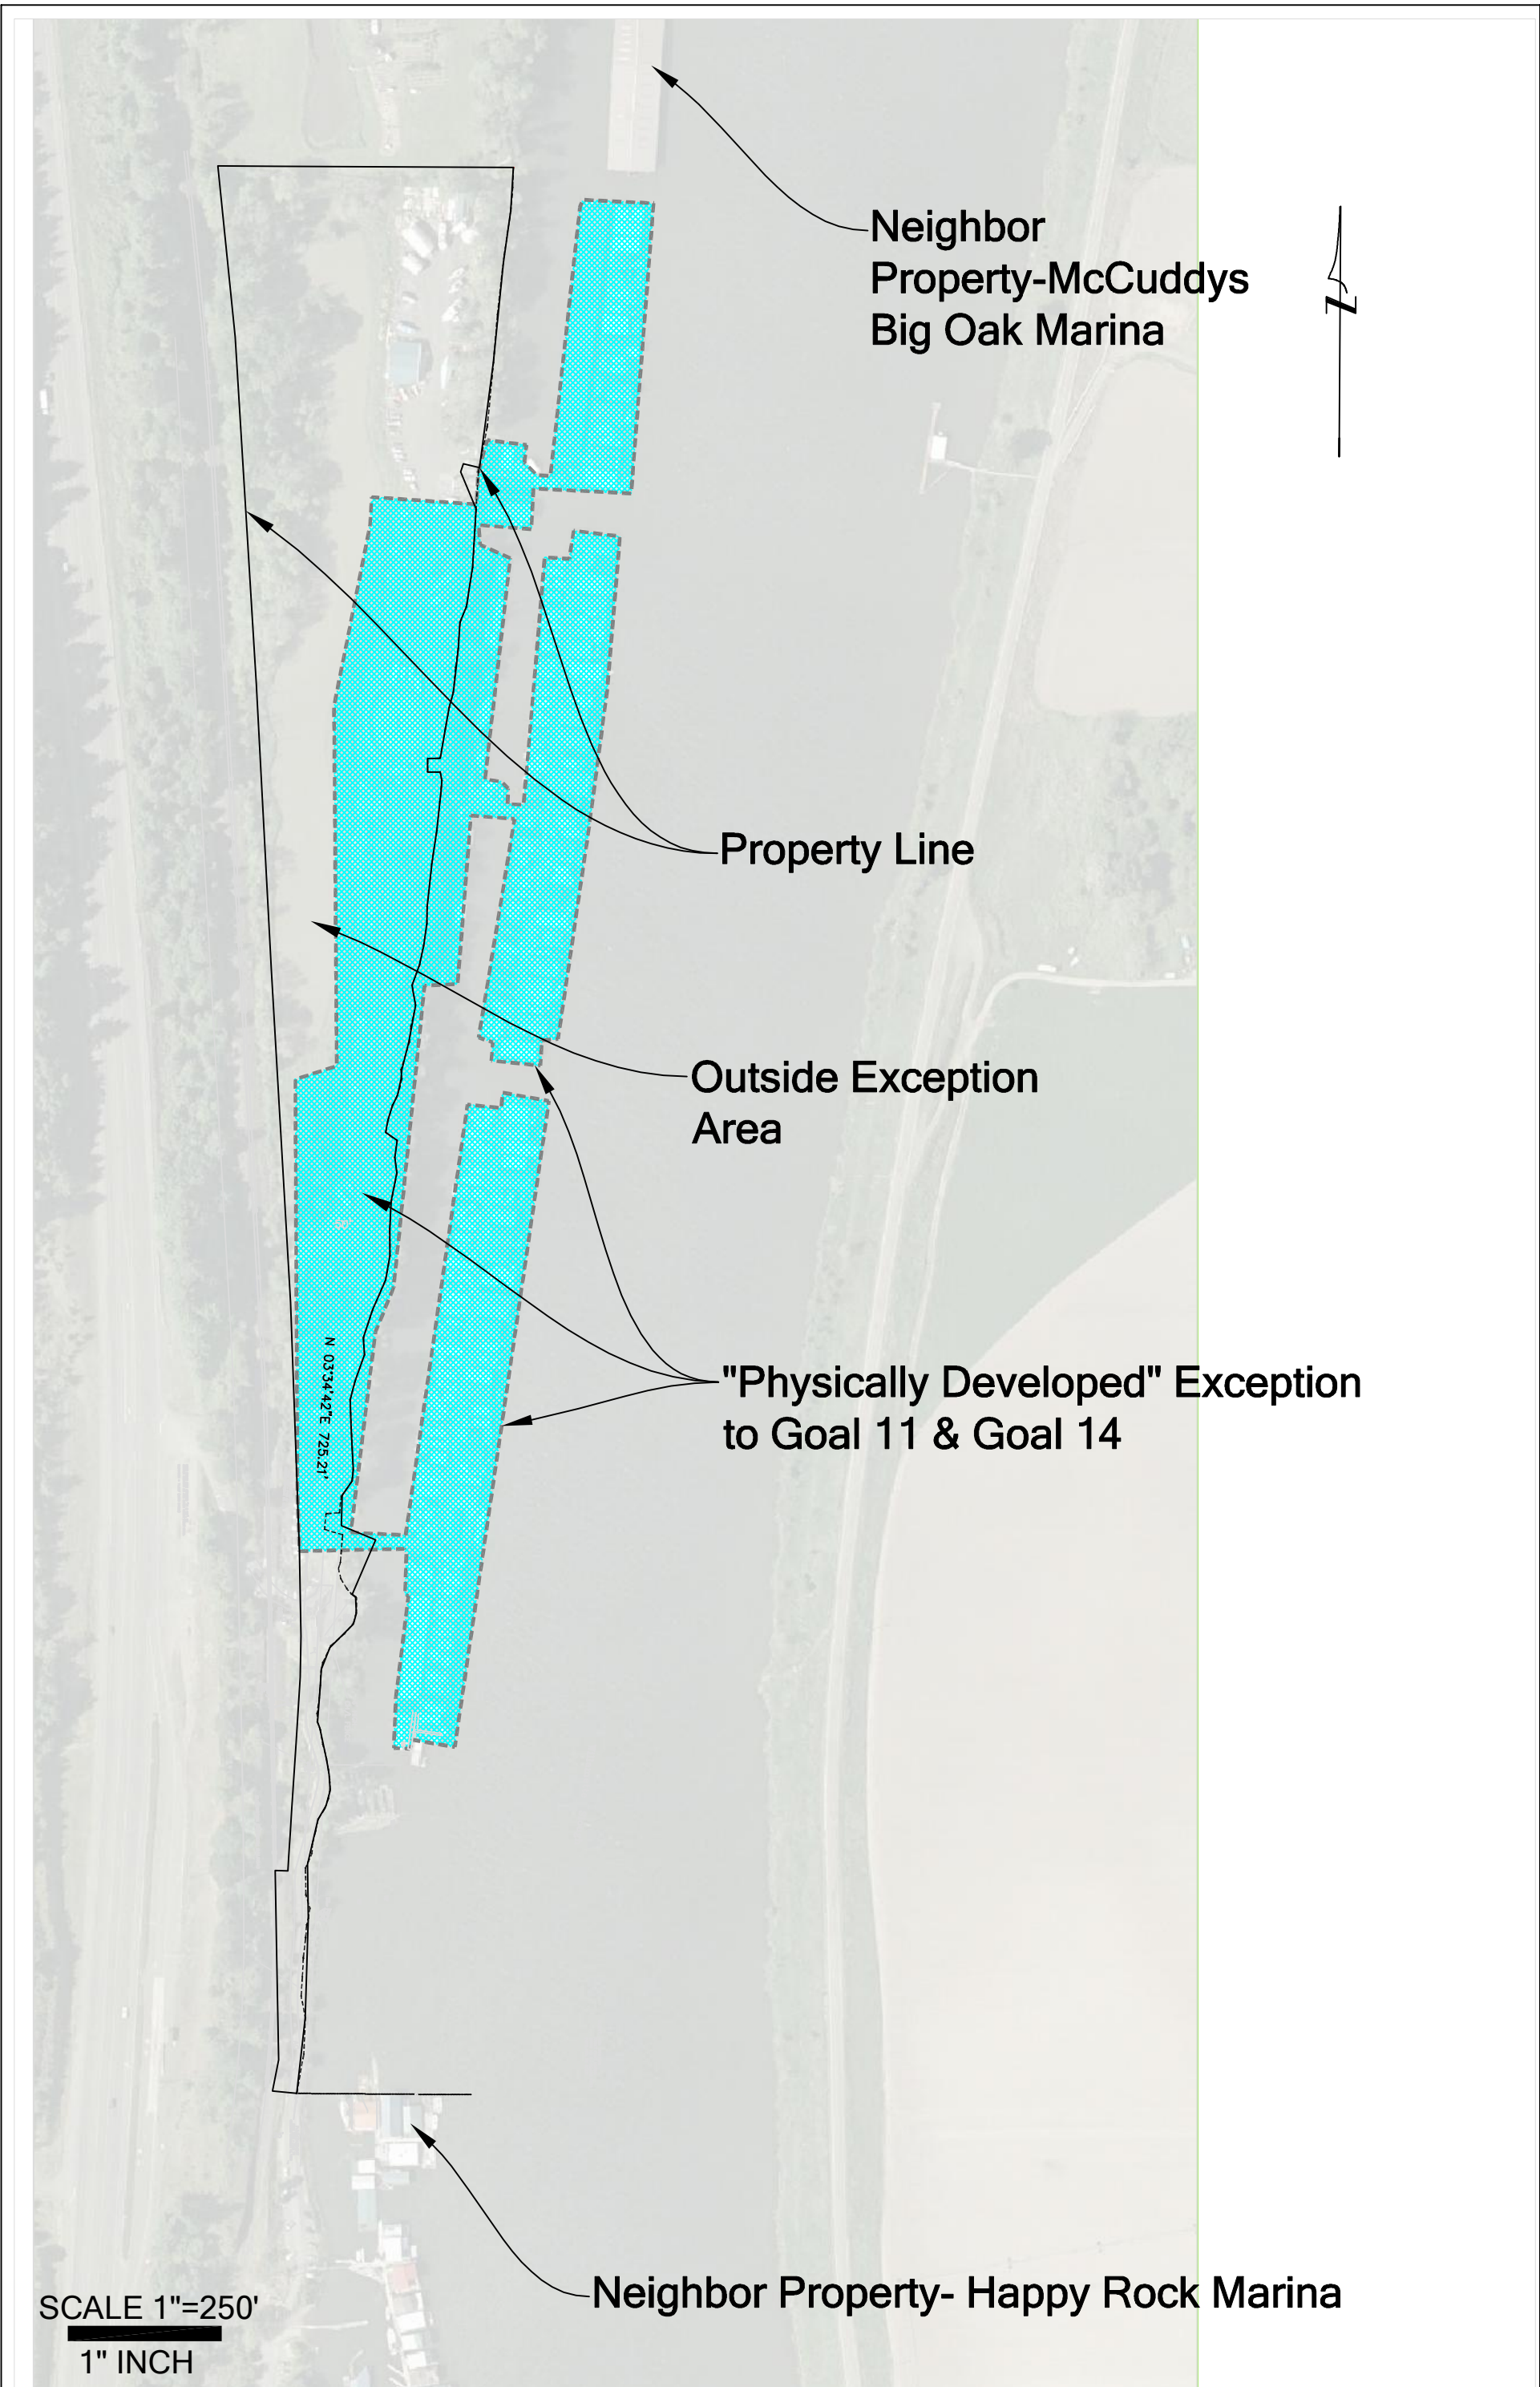 Neighbor
Property-McCuddys
Big Oak Marina
Z
Property Line
Outside Exception
Area
50'
N 03°34'42"E 725.21'
"Physically Developed" Exception
to Goal 11 & Goal 14
Neighbor Property- Happy Rock Marina
SCALE 1"=250'
1" INCH